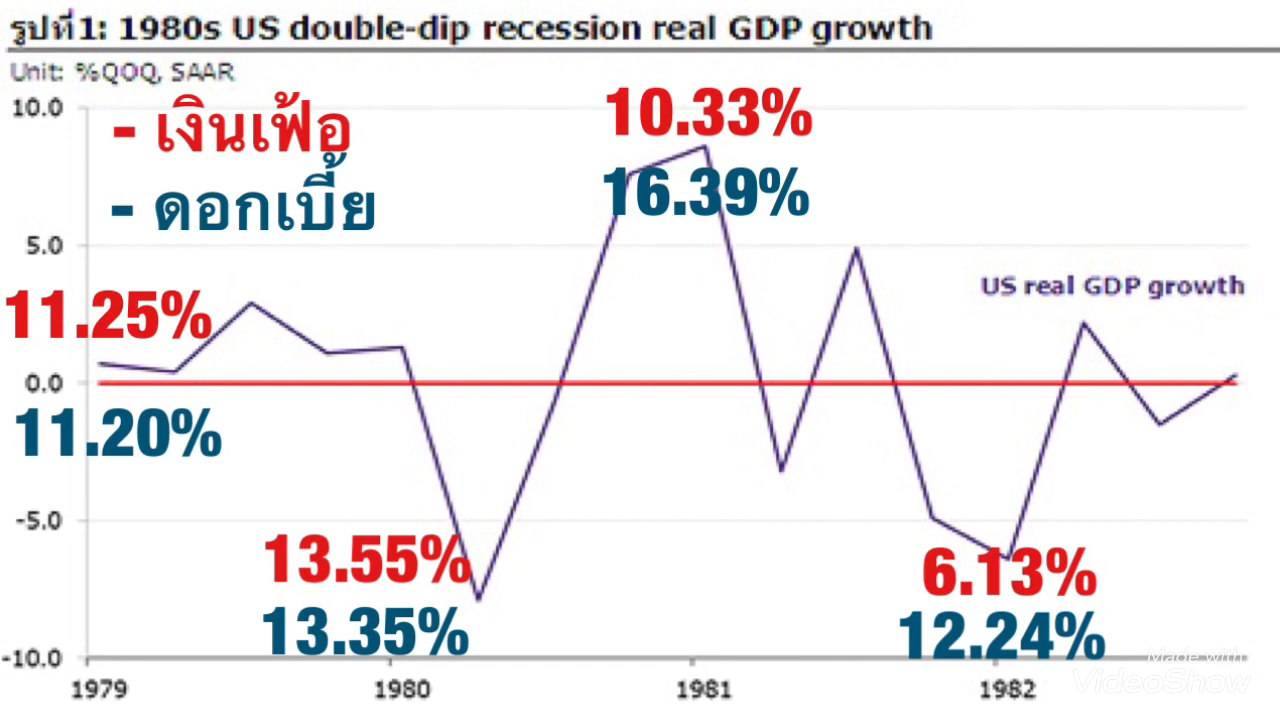 รูปที่1: 1980s US double-dip recession real GDP growth
Unit: %QOQ, SAAR
10.0
- เงินเฟ้อ
10.33%
- ดอกเบี้ย
16.39%
5.0
US real GDP growth
11.25%
0.0
11.20%
-5.0
13.55%
6.13%
13.35%
12.24%
-10.0
1979 1980 1981 1982
Made with
VideoShow